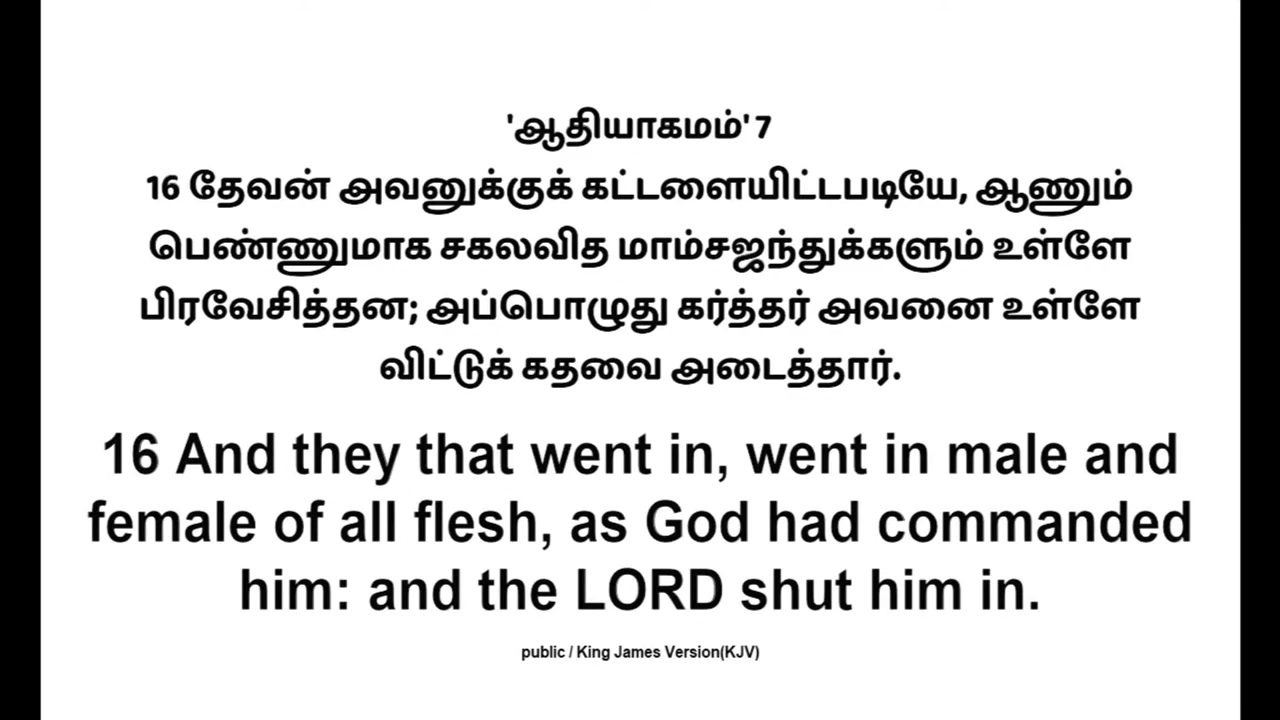 'ஆதியாகமம்' 7
16 தேவன் அவனுக்குக் கட்டளையிட்டபடியே, ஆணும்
பெண்ணுமாக சகலவித மாம்சஜந்துக்களும் உள்ளே
பிரவேசித்தன; அப்பொழுது கர்த்தர் அவனை உள்ளே
விட்டுக் கதவை அடைத்தார்.
16 And they that went in, went in male and
female of all flesh, as God had commanded
him: and the LORD shut him in.
public / King James Version(KJV)